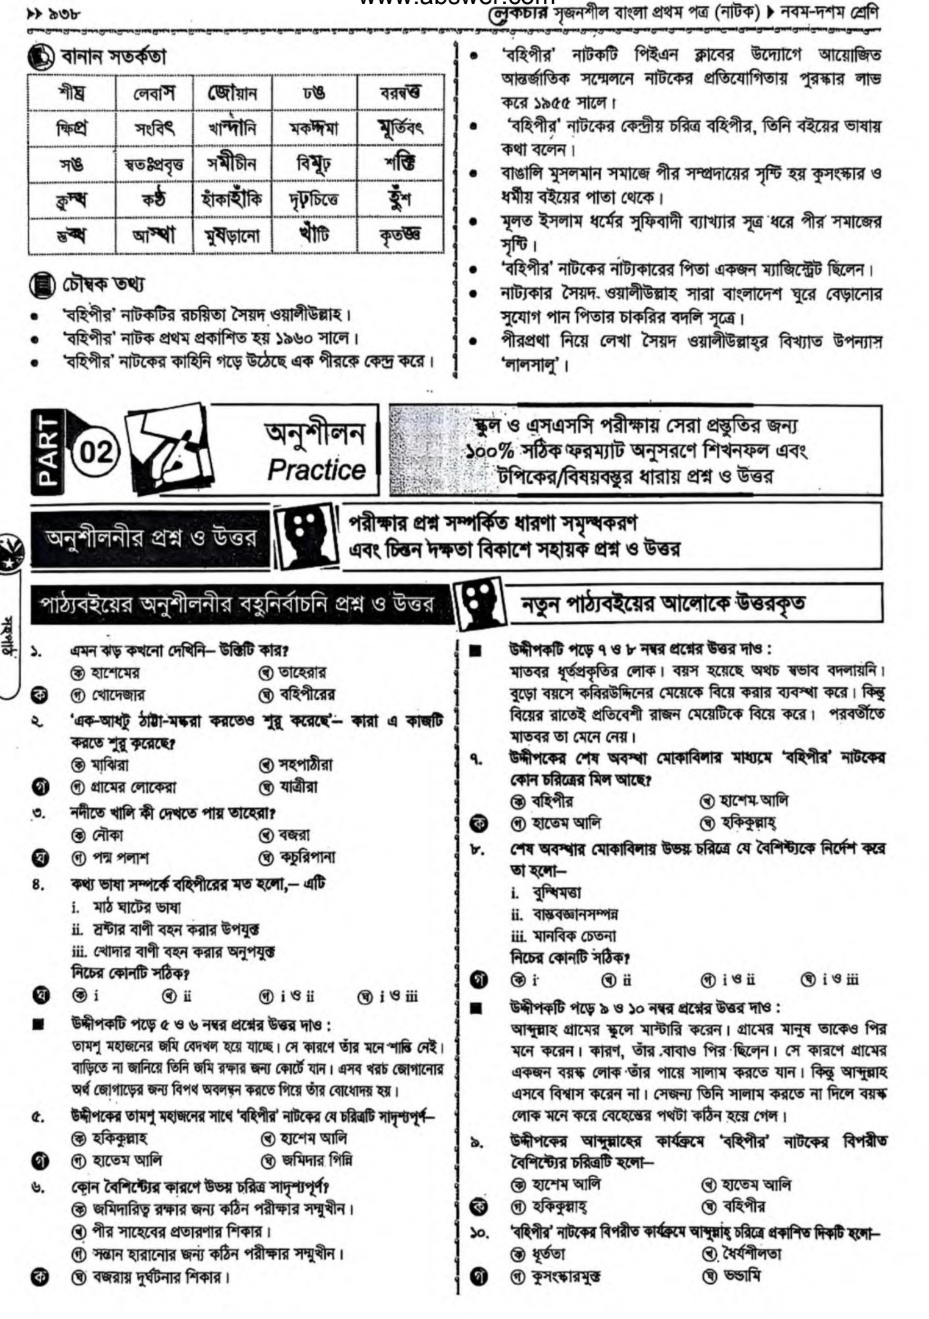 www.abswer.com
>> ৯৩৮
লেকচার সৃজনশীল বাংলা প্রথম পত্র (নাটক) ▶ নবম-দশম শ্রেণি
বানান সতর্কতা
শীঘ্র লেবাস জোয়ান ঢঙ বরবক্ত
ক্ষিপ্র সংবিৎ খান্দানি মকদ্দমা মূর্তিবৎ
সঙ স্বতঃপ্রবৃত্ত সমীচীন বিমূঢ় শক্তি
ক্রুদ্ধ কণ্ঠ হাঁকাহাঁকি দৃঢ়চিত্তে হুঁশ
স্তব্ধ আস্থা মুষড়ানো খাঁটি কৃতজ্ঞ
চৌম্বক তথ্য
• 'বহিপীর' নাটকটির রচয়িতা সৈয়দ ওয়ালীউল্লাহ।
• 'বহিপীর' নাটক প্রথম প্রকাশিত হয় ১৯৬০ সালে।
• 'বহিপীর' নাটকের কাহিনি গড়ে উঠেছে এক পীরকে কেন্দ্র করে।
• 'বহিপীর' নাটকটি পিইএন ক্লাবের উদ্যোগে আয়োজিত
আন্তর্জাতিক সম্মেলনে নাটকের প্রতিযোগিতায় পুরস্কার লাভ
করে ১৯৫৫ সালে।
• 'বহিপীর' নাটকের কেন্দ্রীয় চরিত্র বহিপীর, তিনি বইয়ের ভাষায়
কথা বলেন।
• বাঙালি মুসলমান সমাজে পীর সম্প্রদায়ের সৃষ্টি হয় কুসংস্কার ও
ধর্মীয় বইয়ের পাতা থেকে।
• মূলত ইসলাম ধর্মের সুফিবাদী ব্যাখ্যার সূত্র ধরে পীর সমাজের
সৃষ্টি।
• 'বহিপীর' নাটকের নাট্যকারের পিতা একজন ম্যাজিস্ট্রেট ছিলেন।
• নাট্যকার সৈয়দ ওয়ালীউল্লাহ সারা বাংলাদেশ ঘুরে বেড়ানোর
সুযোগ পান পিতার চাকরির বদলি সূত্রে।
• পীরপ্রথা নিয়ে লেখা সৈয়দ ওয়ালীউল্লাহ্‌র বিখ্যাত উপন্যাস
'লালসালু'।
PART 02
অনুশীলন
Practice
স্কুল ও এসএসসি পরীক্ষায় সেরা প্রস্তুতির জন্য
১০০% সঠিক ফরম্যাট অনুসরণে শিখনফল এবং
টপিকের/বিষয়বস্তুর ধারায় প্রশ্ন ও উত্তর
অনুশীলনীর প্রশ্ন ও উত্তর
পরীক্ষার প্রশ্ন সম্পর্কিত ধারণা সমৃদ্ধকরণ
এবং চিন্তন দক্ষতা বিকাশে সহায়ক প্রশ্ন ও উত্তর
পাঠ্যবইয়ের অনুশীলনীর বহুনির্বাচনি প্রশ্ন ও উত্তর
নতুন পাঠ্যবইয়ের আলোকে উত্তরকৃত
সহপাঠ
১. এমন ঝড় কখনো দেখিনি– উক্তিটি কার?
ⓚ হাশেমের ⓚ তাহেরার
ক গ খোদেজার ঘ বহিপীরের
২. 'এক-আধটু ঠাট্টা-মস্করা করতেও শুরু করেছে'– কারা এ কাজটি
করতে শুরু করেছে?
ক মাঝিরা খ সহপাঠীরা
গ গ গ্রামের লোকেরা ঘ যাত্রীরা
৩. নদীতে খালি কী দেখতে পায় তাহেরা?
ক নৌকা খ বজরা
ঘ গ পদ্ম পলাশ ঘ কচুরিপানা
৪. কথ্য ভাষা সম্পর্কে বহিপীরের মত হলো,– এটি
i. মাঠ ঘাটের ভাষা
ii. স্রষ্টার বাণী বহন করার উপযুক্ত
iii. খোদার বাণী বহন করার অনুপযুক্ত
নিচের কোনটি সঠিক?
ঘ ক i খ ii গ i ও ii ঘ i ও iii
■ উদ্দীপকটি পড়ে ৫ ও ৬ নম্বর প্রশ্নের উত্তর দাও :
তামশু মহাজনের জমি বেদখল হয়ে যাচ্ছে। সে কারণে তাঁর মনে শান্তি নেই।
বাড়িতে না জানিয়ে তিনি জমি রক্ষার জন্য কোর্টে যান। এসব খরচ জোগানোর
অর্থ জোগাড়ের জন্য বিপথ অবলম্বন করতে গিয়ে তাঁর বোধোদয় হয়।
৫. উদ্দীপকের তামশু মহাজনের সাথে 'বহিপীর' নাটকের যে চরিত্রটি সাদৃশ্যপূর্ণ–
ক হকিকুল্লাহ খ হাশেম আলি
গ গ হাতেম আলি ঘ জমিদার গিন্নি
৬. কোন বৈশিষ্ট্যের কারণে উভয় চরিত্র সাদৃশ্যপূর্ণ?
ক জমিদারিত্ব রক্ষার জন্য কঠিন পরীক্ষার সম্মুখীন।
খ পীর সাহেবের প্রতারণার শিকার।
গ সন্তান হারানোর জন্য কঠিন পরীক্ষার সম্মুখীন।
ক ঘ বজরায় দুর্ঘটনার শিকার।
■ উদ্দীপকটি পড়ে ৭ ও ৮ নম্বর প্রশ্নের উত্তর দাও :
মাতবর ধূর্তপ্রকৃতির লোক। বয়স হয়েছে অথচ স্বভাব বদলায়নি।
বুড়ো বয়সে কবিরউদ্দিনের মেয়েকে বিয়ে করার ব্যবস্থা করে। কিন্তু
বিয়ের রাতেই প্রতিবেশী রাজন মেয়েটিকে বিয়ে করে। পরবর্তীতে
মাতবর তা মেনে নেয়।
৭. উদ্দীপকের শেষ অবস্থা মোকাবিলার মাধ্যমে 'বহিপীর' নাটকের
কোন চরিত্রের মিল আছে?
ক বহিপীর খ হাশেম আলি
ক গ হাতেম আলি ঘ হকিকুল্লাহ্
৮. শেষ অবস্থার মোকাবিলায় উভয় চরিত্রে যে বৈশিষ্ট্যকে নির্দেশ করে
তা হলো–
i. বুদ্ধিমত্তা
ii. বাস্তবজ্ঞানসম্পন্ন
iii. মানবিক চেতনা
নিচের কোনটি সঠিক?
গ ক i খ ii গ i ও ii ঘ i ও iii
■ উদ্দীপকটি পড়ে ৯ ও ১০ নম্বর প্রশ্নের উত্তর দাও :
আব্দুল্লাহ গ্রামের স্কুলে মাস্টারি করেন। গ্রামের মানুষ তাকেও পির
মনে করেন। কারণ, তাঁর বাবাও পির ছিলেন। সে কারণে গ্রামের
একজন বয়স্ক লোক তাঁর পায়ে সালাম করতে যান। কিন্তু আব্দুল্লাহ
এসবে বিশ্বাস করেন না। সেজন্য তিনি সালাম করতে না দিলে বয়স্ক
লোক মনে করে বেহেস্তের পথটা কঠিন হয়ে গেল।
৯. উদ্দীপকের আব্দুল্লাহের কার্যক্রমে 'বহিপীর' নাটকের বিপরীত
বৈশিষ্ট্যের চরিত্রটি হলো–
ক হাশেম আলি খ হাতেম আলি
ক গ হকিকুল্লাহ্ ঘ বহিপীর
১০. 'বহিপীর' নাটকের বিপরীত কার্যক্রমে আব্দুল্লাহ্ চরিত্রে প্রকাশিত দিকটি হলো–
ক ধূর্ততা খ ধৈর্যশীলতা
গ গ কুসংস্কারমুক্ত ঘ ভন্ডামি